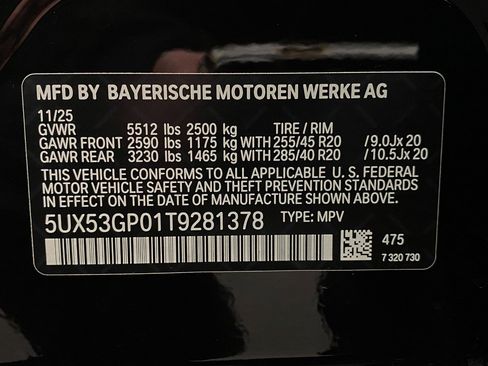 MFD BY BAYERISCHE MOTOREN WERKE AG
11/25
GVWR 5512 lbs 2500 kg TIRE / RIM
GAWR FRONT 2590 lbs 1175 kg WITH 255/45 R20 /9.0Jx 20
GAWR REAR 3230 lbs 1465 kg WITH 285/40 R20 /10.5Jx 20
THIS VEHICLE CONFORMS TO ALL APPLICABLE U. S. FEDERAL
MOTOR VEHICLE SAFETY AND THEFT PREVENTION STANDARDS
IN EFFECT ON THE DATE OF MANUFACTURE SHOWN ABOVE.
5UX53GP01T9281378 TYPE: MPV
475
7 320 730